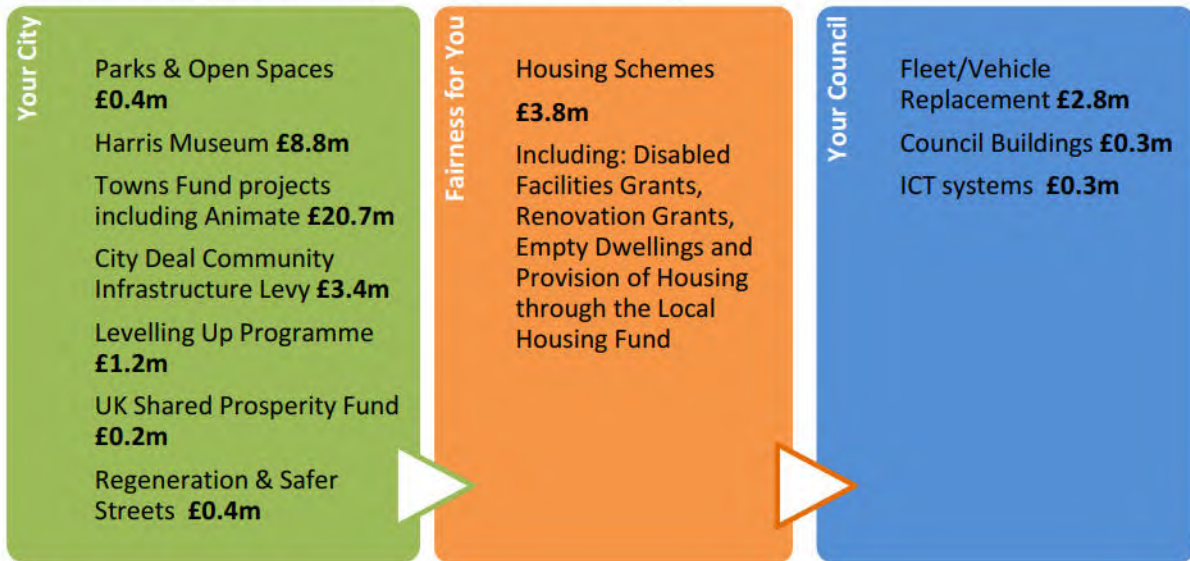 Your City
Parks & Open Spaces
£0.4m
Harris Museum £8.8m
Towns Fund projects
including Animate £20.7m
City Deal Community
Infrastructure Levy £3.4m
Levelling Up Programme
£1.2m
UK Shared Prosperity Fund
£0.2m
Regeneration & Safer
Streets £0.4m
Fairness for You
Housing Schemes
£3.8m
Including: Disabled
Facilities Grants,
Renovation Grants,
Empty Dwellings and
Provision of Housing
through the Local
Housing Fund
Your Council
Fleet/Vehicle
Replacement £2.8m
Council Buildings £0.3m
ICT systems £0.3m